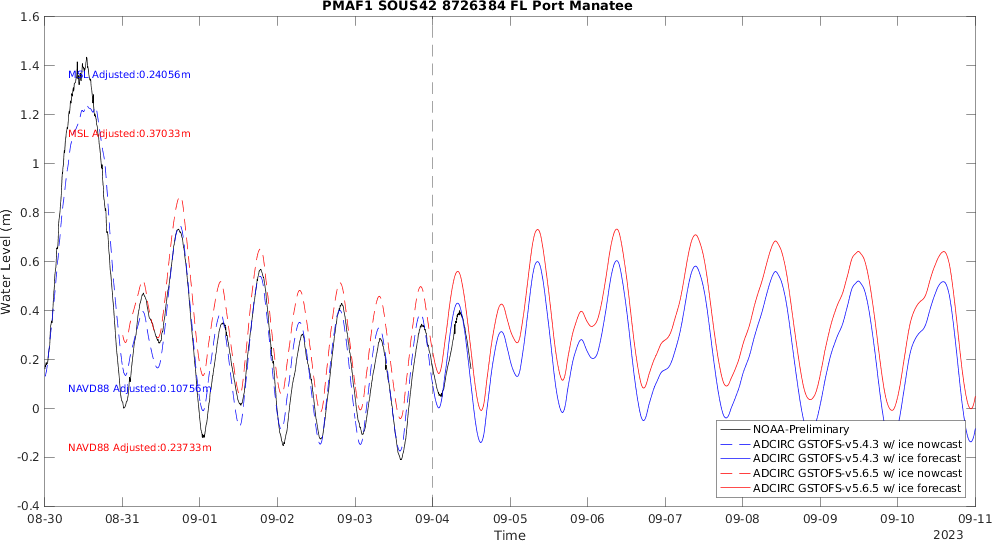 PMAF1 SOUS42 8726384 FL Port Manatee
1.6
1.4
1.2
1
0.8
0.6
0.4
0.2
0
-0.2
-0.4
Water Level (m)
MSL Adjusted:0.24056m
MSL Adjusted:0.37033m
NAVD88 Adjusted:0.10756m
NAVD88 Adjusted:0.23733m
NOAA-Preliminary
ADCIRC GSTOFS-v5.4.3 w/ ice nowcast
ADCIRC GSTOFS-v5.4.3 w/ ice forecast
ADCIRC GSTOFS-v5.6.5 w/ ice nowcast
ADCIRC GSTOFS-v5.6.5 w/ ice forecast
08-30 08-31 09-01 09-02 09-03 09-04 09-05 09-06 09-07 09-08 09-09 09-10 09-11
Time
2023